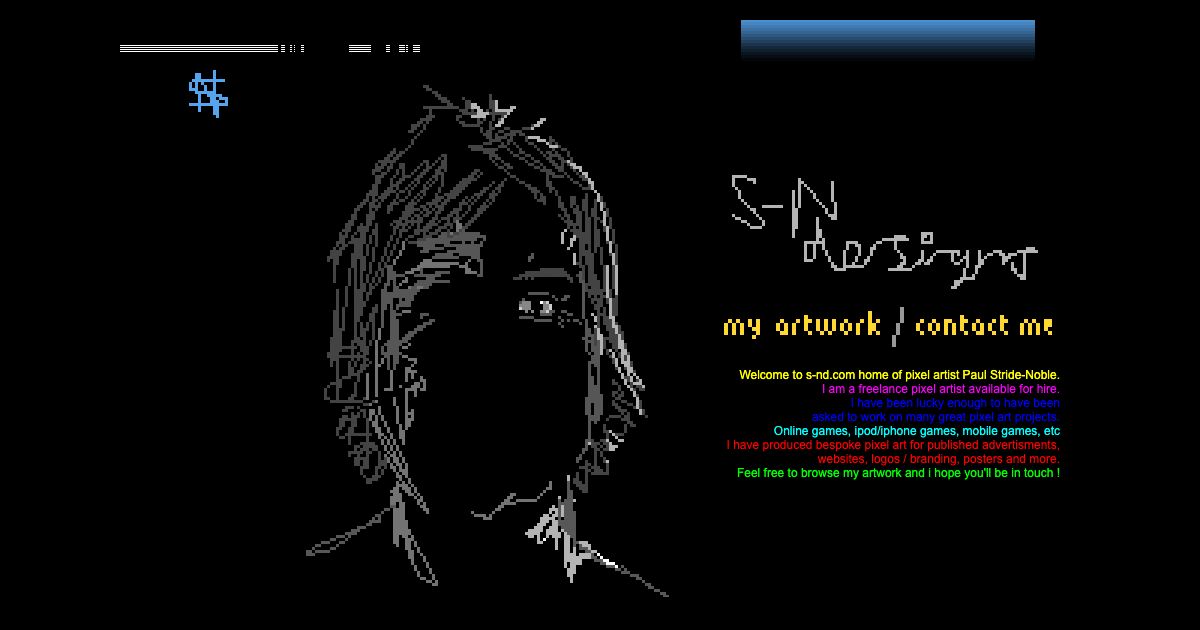 $
S-N
designs
my artwork / contact me
Welcome to s-nd.com home of pixel artist Paul Stride-Noble.
I am a freelance pixel artist available for hire.
I have been lucky enough to have been
asked to work on many great pixel art projects.
Online games, ipod/iphone games, mobile games, etc
I have produced bespoke pixel art for published advertisments,
websites, logos / branding, posters and more.
Feel free to browse my artwork and i hope you'll be in touch !